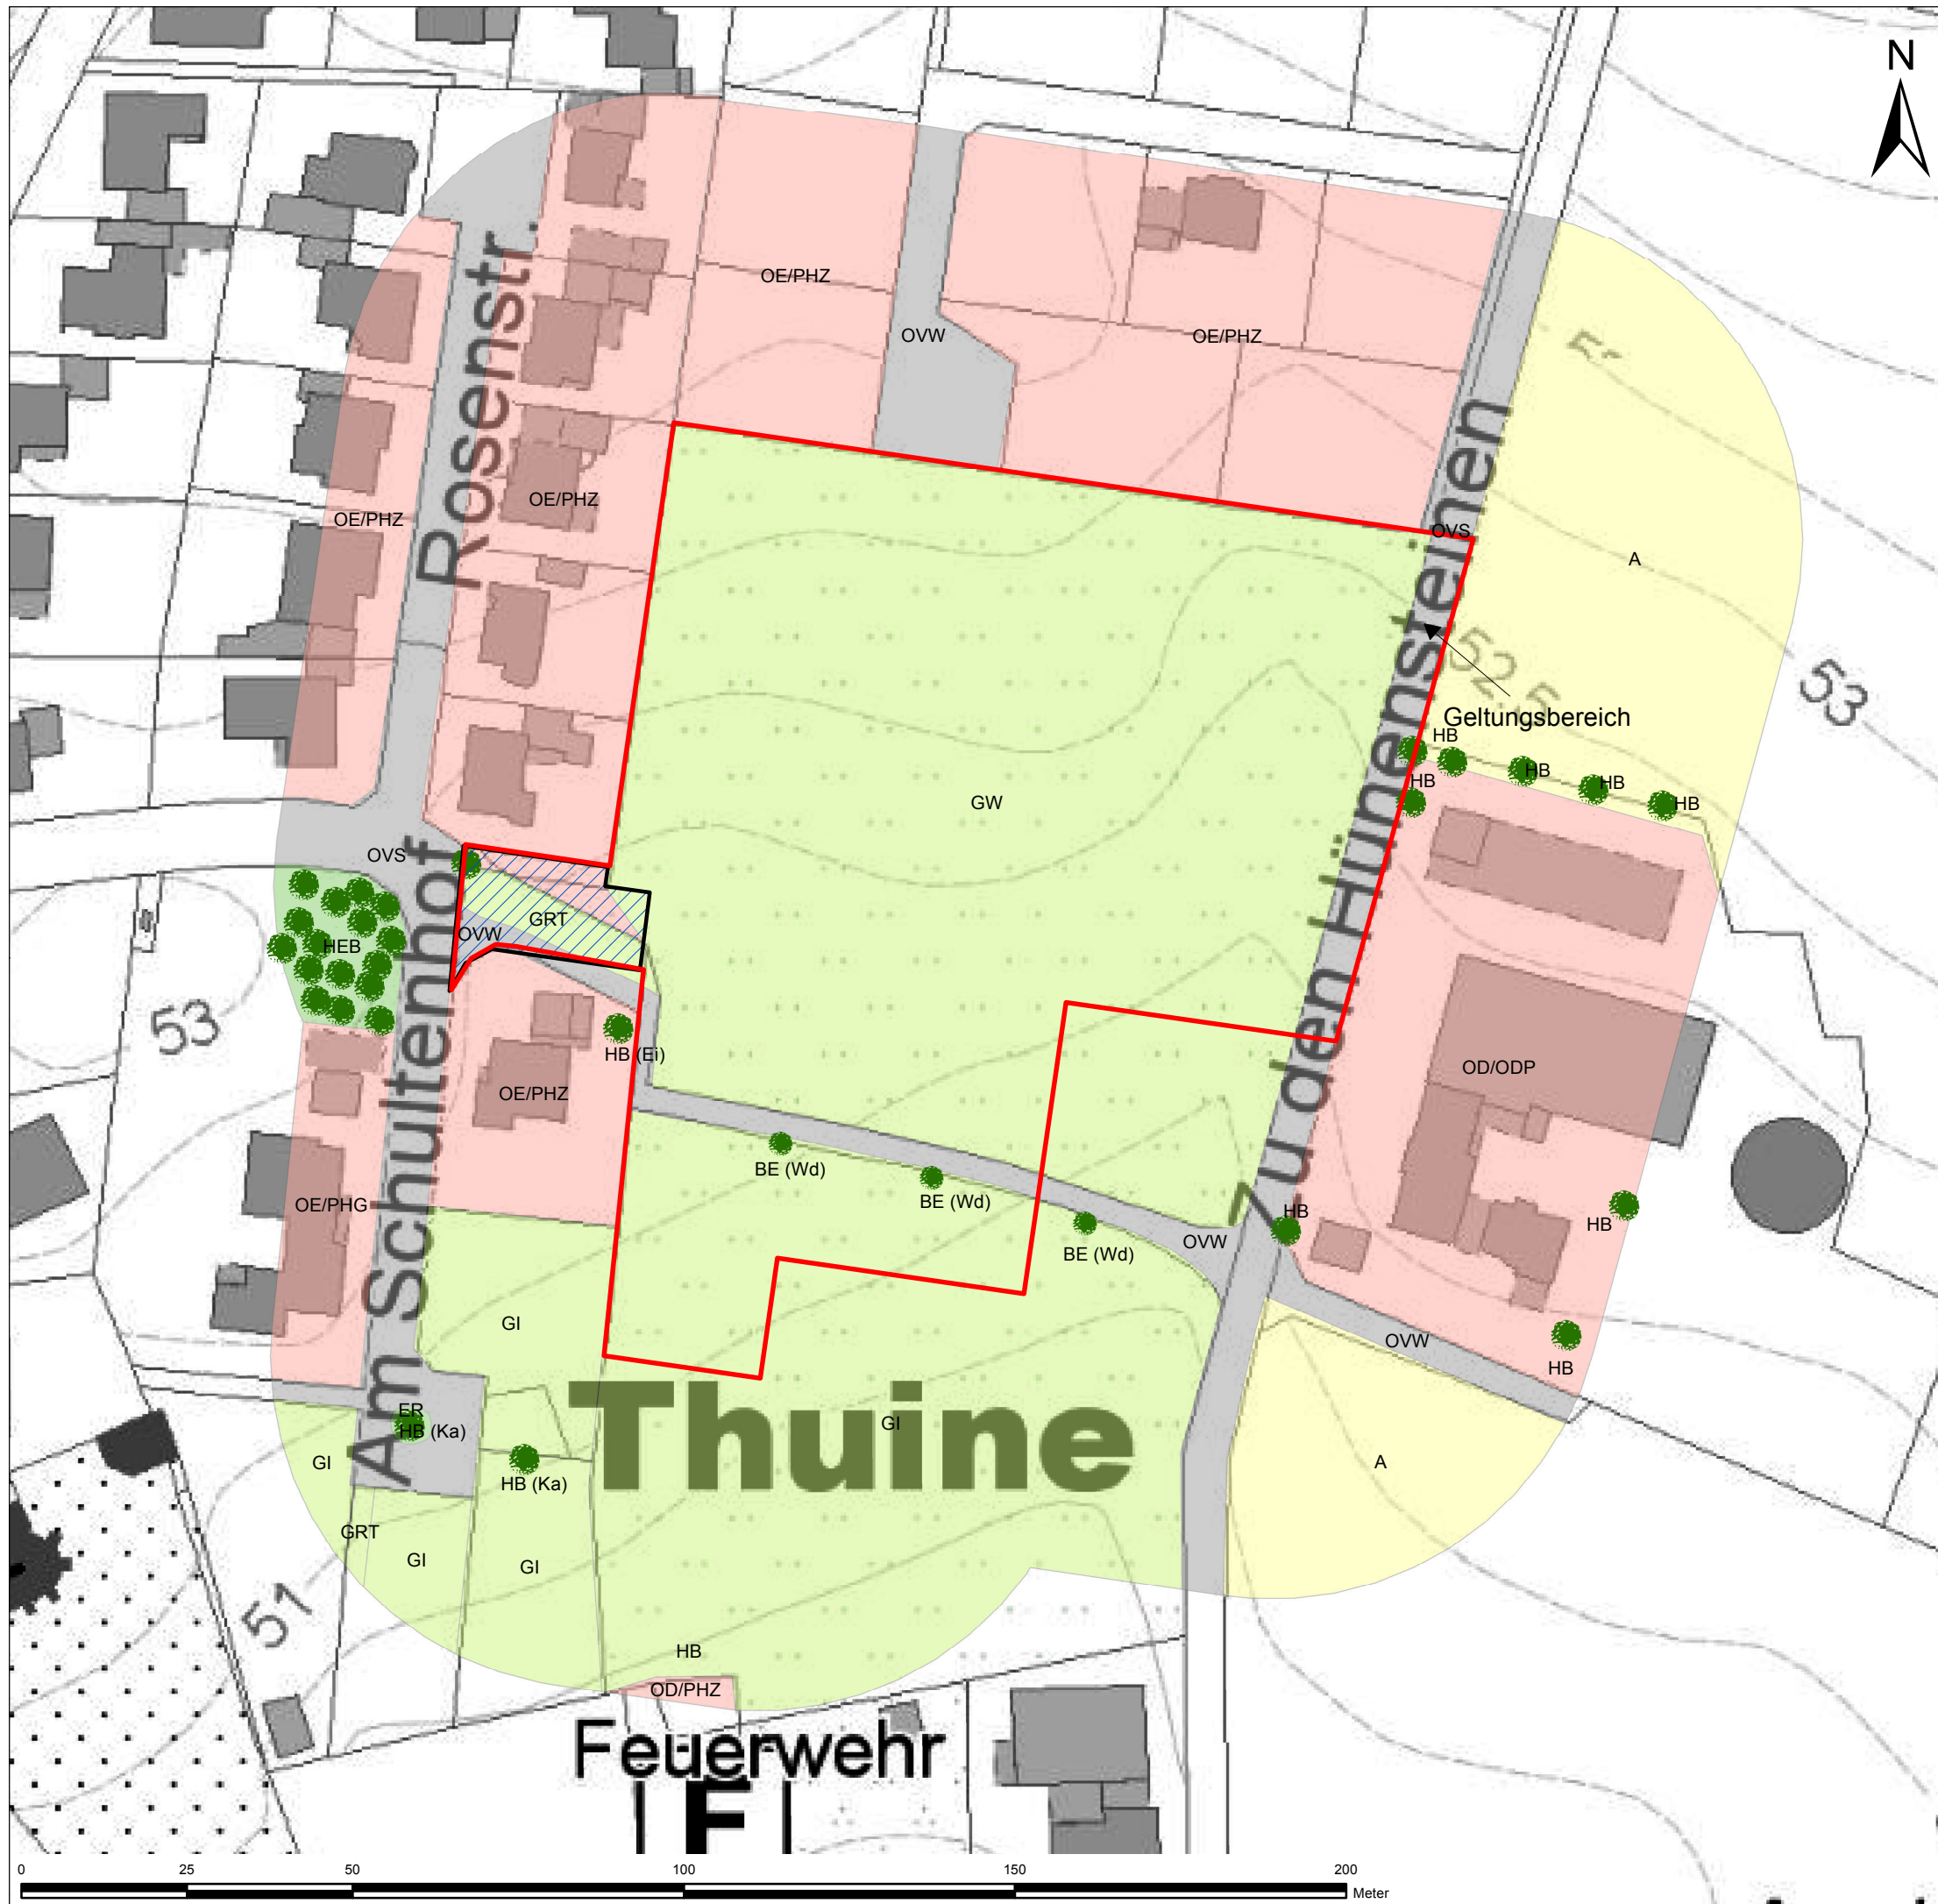 N
Rosenstr.
OE/PHZ
OVW
OE/PHZ
OE/PHZ
OE/PHZ
OVS
A
Zu den Hünensteinen
52.5
53
Geltungsbereich
HB
HB
HB
HB
HB
GW
OVS
GRT
OVW
HEB
53
Am Schultenhof
HB (Ei)
OE/PHZ
OD/ODP
BE (Wd)
BE (Wd)
BE (Wd)
OE/PHG
HB
HB
OVW
GI
OVW
HB
Thuine
GI
ER
HB (Ka)
GI
HB (Ka)
A
GRT
GI
GI
51
HB
OD/PHZ
Feuerwehr
F
0 25 50 100 150 200
Meter